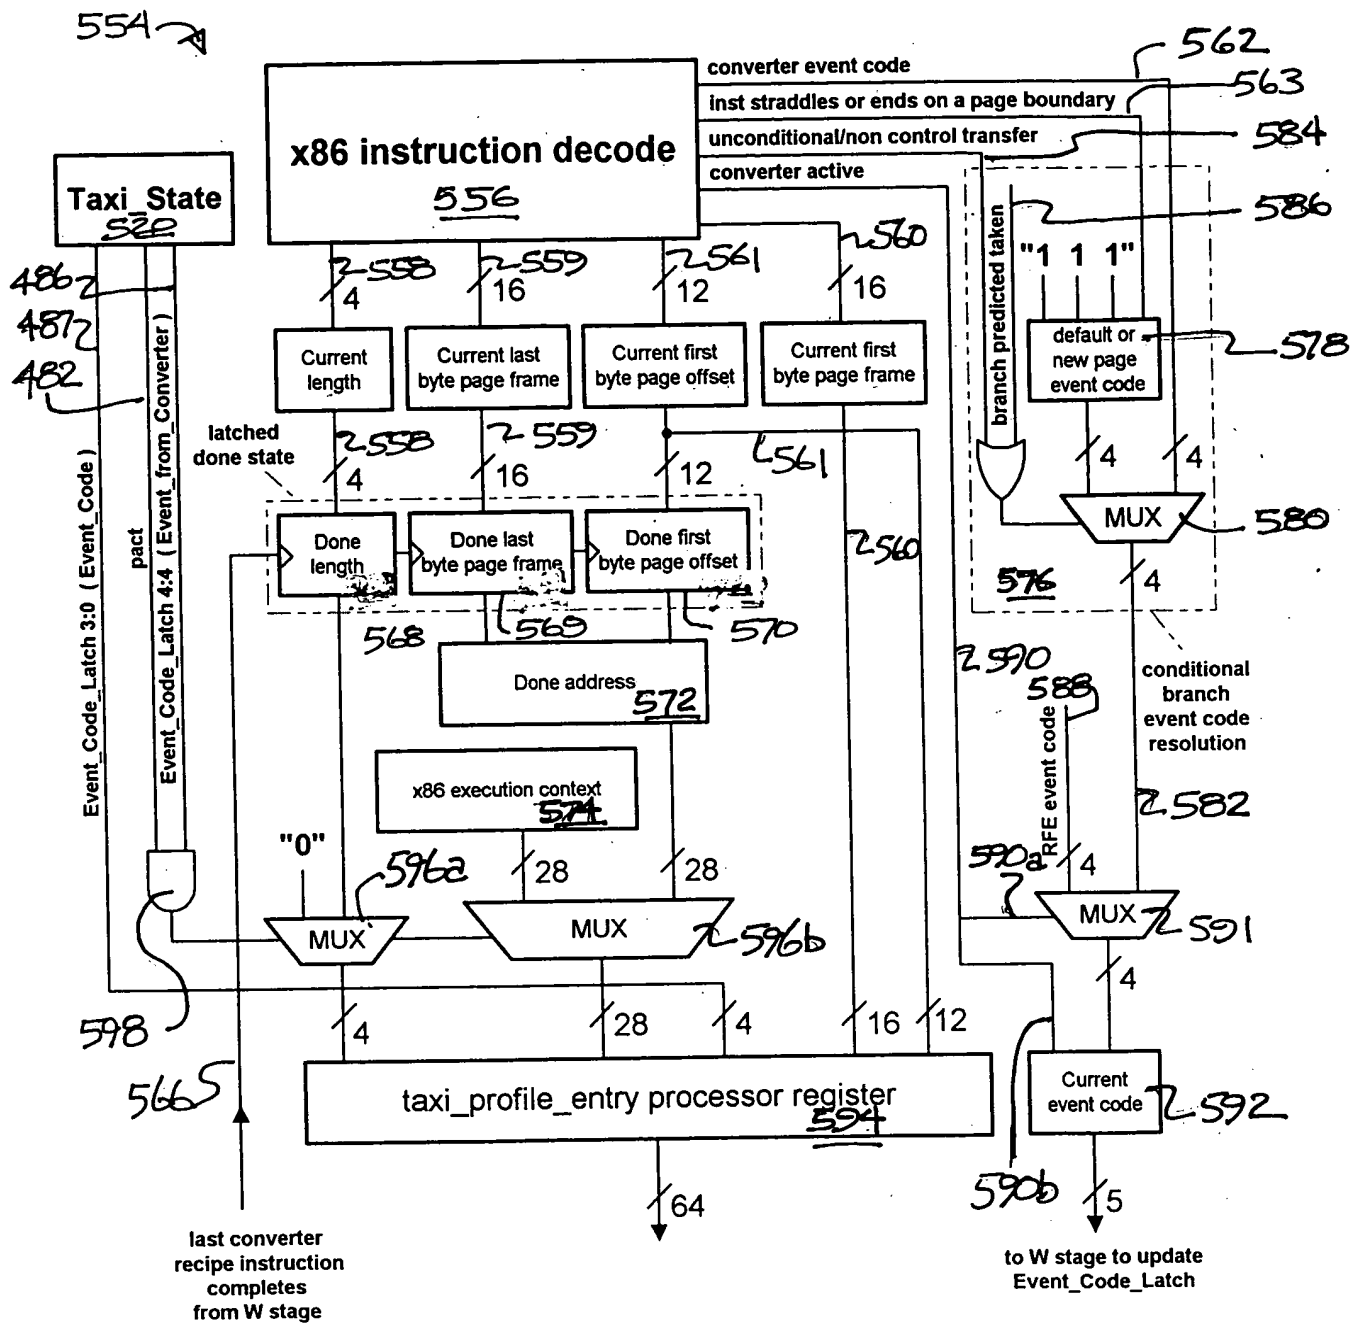 554
converter event code
562
inst straddles or ends on a page boundary
563
unconditional/non control transfer
584
converter active
x86 instruction decode
556
Taxi_State
520
586
branch predicted taken
"1 1 1"
486
487
482
558
4
559
16
561
12
560
16
Current
length
Current last
byte page frame
Current first
byte page offset
Current first
byte page frame
default or
new page
event code
578
latched
done state
558
4
559
16
12
561
4
4
MUX
580
Done
length
Done last
byte page frame
Done first
byte page offset
560
4
576
568
569
570
Event_Code_Latch 3:0 ( Event_Code )
pact
Event_Code_Latch 4:4 ( Event_from_Converter )
Done address
572
590
conditional
branch
event code
resolution
588
RFE event code
x86 execution context
574
582
"0"
596a
28
28
590a
4
MUX
MUX
596b
MUX
591
598
4
28
4
16
12
4
566
taxi_profile_entry processor register
594
Current
event code
592
590b
64
5
last converter
recipe instruction
completes
from W stage
to W stage to update
Event_Code_Latch